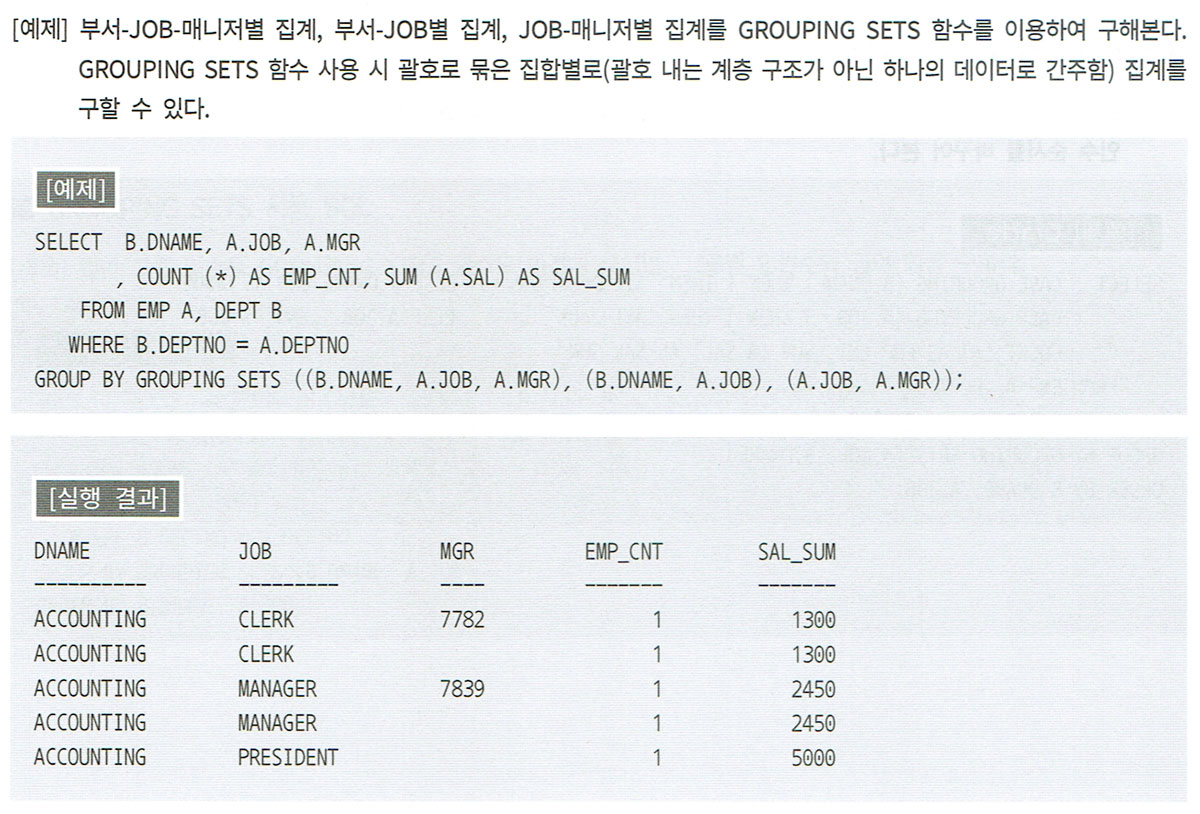 [예제] 부서-JOB-매니저별 집계, 부서-JOB별 집계, JOB-매니저별 집계를 GROUPING SETS 함수를 이용하여 구해본다.
GROUPING SETS 함수 사용 시 괄호로 묶은 집합별로(괄호 내는 계층 구조가 아닌 하나의 데이터로 간주함) 집계를
구할 수 있다.
[예제]
SELECT B.DNAME, A.JOB, A.MGR
, COUNT (*) AS EMP_CNT, SUM (A.SAL) AS SAL_SUM
FROM EMP A, DEPT B
WHERE B.DEPTNO = A.DEPTNO
GROUP BY GROUPING SETS ((B.DNAME, A.JOB, A.MGR), (B.DNAME, A.JOB), (A.JOB, A.MGR));
[실행 결과]
DNAME JOB MGR EMP_CNT SAL_SUM
---------- --------- ---- ------- -------
ACCOUNTING CLERK 7782 1 1300
ACCOUNTING CLERK 1 1300
ACCOUNTING MANAGER 7839 1 2450
ACCOUNTING MANAGER 1 2450
ACCOUNTING PRESIDENT 1 5000